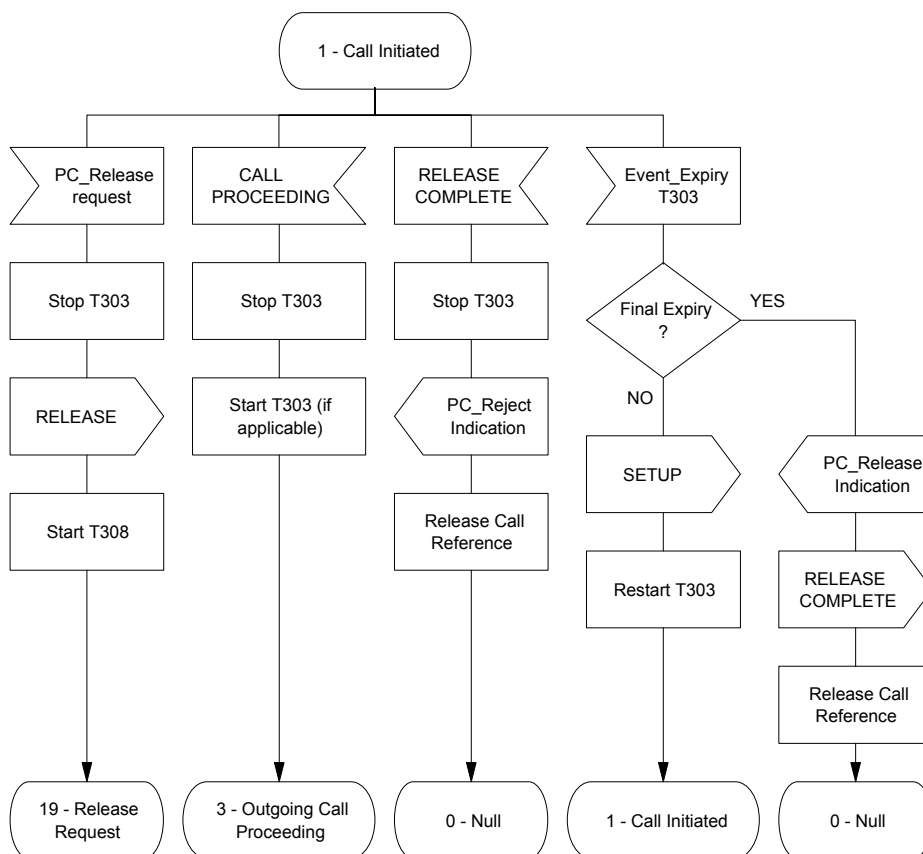 1 - Call Initiated
PC_Release
request
CALL
PROCEEDING
RELEASE
COMPLETE
Event_Expiry
T303
Stop T303
Stop T303
Stop T303
Final Expiry
?
YES
NO
RELEASE
Start T303 (if
applicable)
PC_Reject
Indication
SETUP
PC_Release
Indication
Start T308
Release Call
Reference
Restart T303
RELEASE
COMPLETE
Release Call
Reference
19 - Release
Request
3 - Outgoing Call
Proceeding
0 - Null
1 - Call Initiated
0 - Null